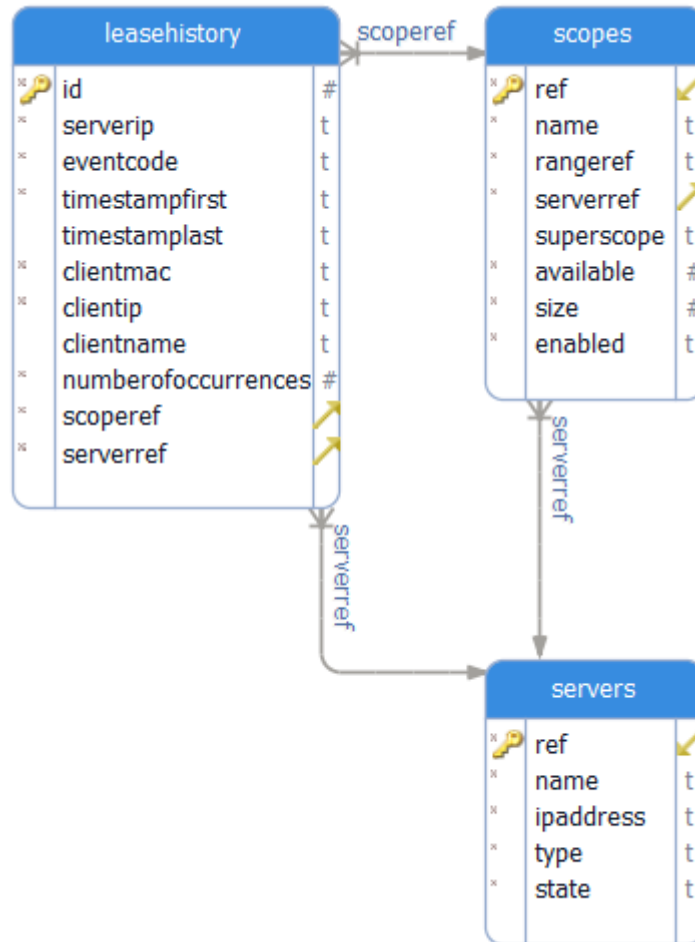 leasehistory
id #
serverip t
eventcode t
timestampfirst t
timestamplast t
clientmac t
clientip t
clientname t
numberofoccurrences #
scoperef
serverref
scoperef
scopes
ref
name t
rangeref t
serverref
superscope t
available #
size #
enabled t
serverref
serverref
servers
ref
name t
ipaddress t
type t
state t